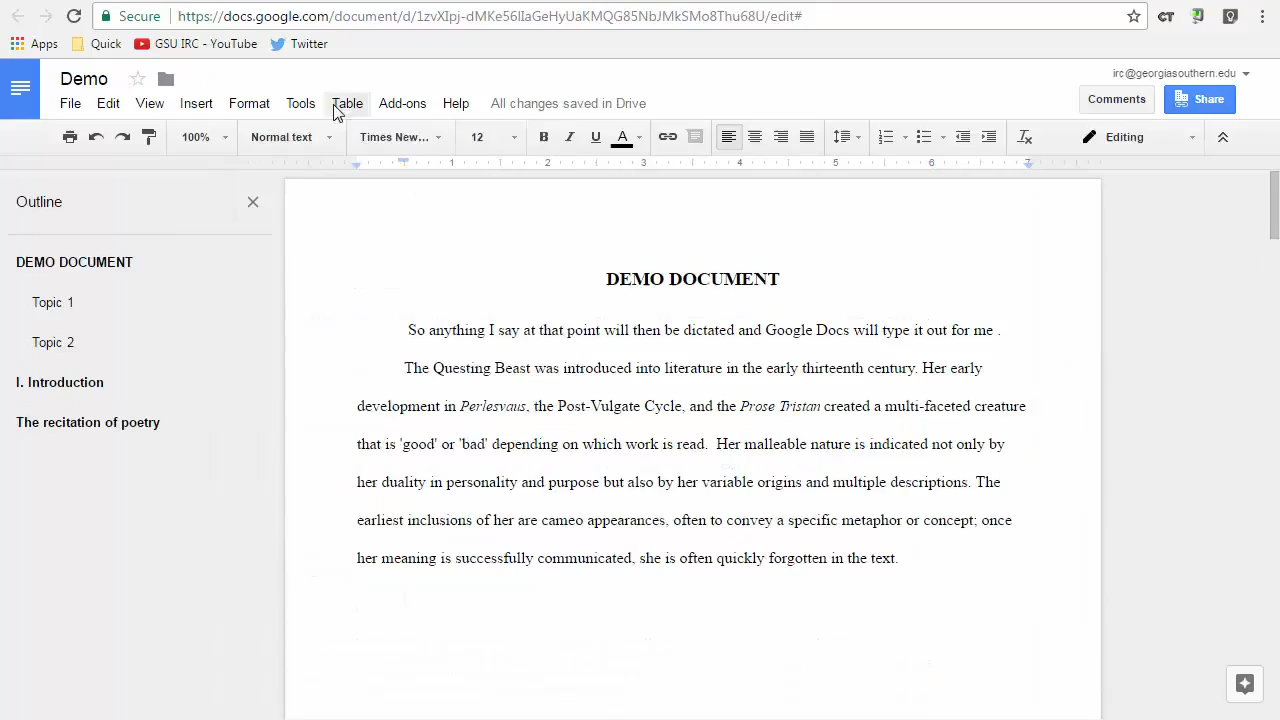 Secure https://docs.google.com/document/d/1zvXIpj-dMKe56lIaGeHyUaKMQG85NbJMkSMo8Thu68U/edit#
Apps Quick GSU IRC - YouTube Twitter
Demo
irc@georgiasouthern.edu
File Edit View Insert Format Tools Table Add-ons Help All changes saved in Drive
Comments Share
100% Normal text Times New... 12 B I U A Editing
1 2 3 4 5 6 7
Outline
DEMO DOCUMENT
Topic 1
Topic 2
I. Introduction
The recitation of poetry
DEMO DOCUMENT
So anything I say at that point will then be dictated and Google Docs will type it out for me .
The Questing Beast was introduced into literature in the early thirteenth century. Her early
development in Perlesvaus, the Post-Vulgate Cycle, and the Prose Tristan created a multi-faceted creature
that is 'good' or 'bad' depending on which work is read.  Her malleable nature is indicated not only by
her duality in personality and purpose but also by her variable origins and multiple descriptions. The
earliest inclusions of her are cameo appearances, often to convey a specific metaphor or concept; once
her meaning is successfully communicated, she is often quickly forgotten in the text.